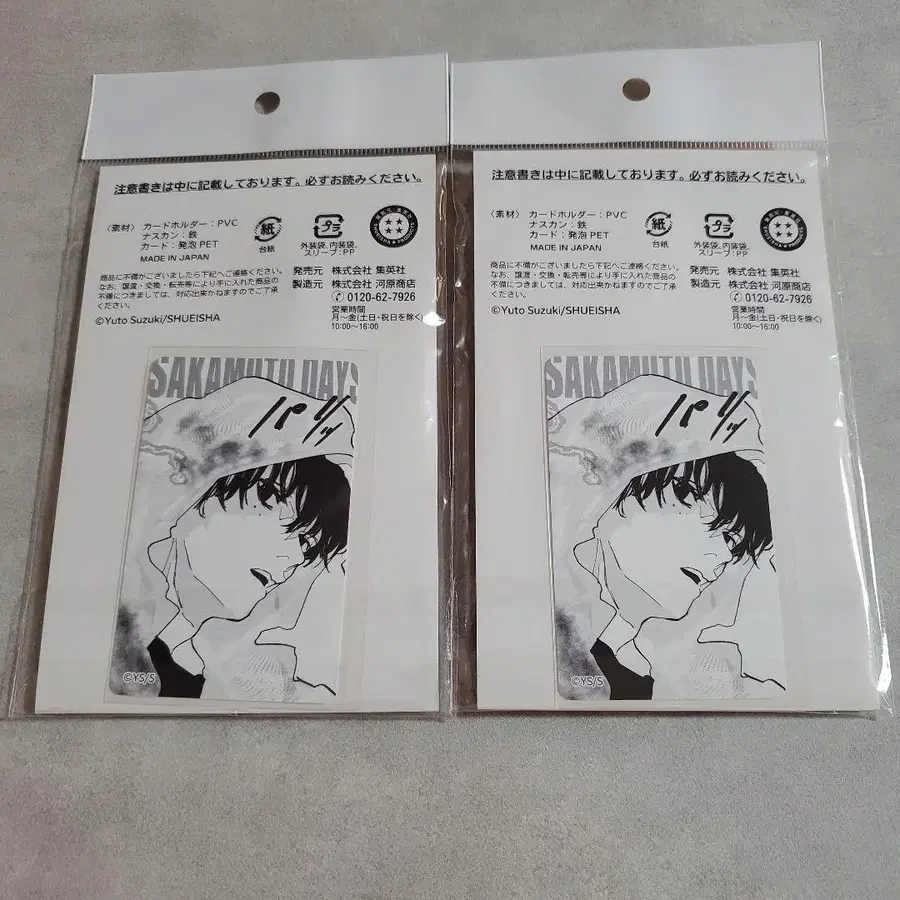 注意書きは中に記載しております。必ずお読みください。
〈素材〉 カードホルダー：PVC
ナスカン：鉄
カード：発泡 PET
MADE IN JAPAN
紙
台紙
プラ
外装袋、内装袋、
スリーブ：PP
商品に不備がございましたら下記へご連絡ください。
なお、譲渡・交換・転売等により手に入れた商品の
不備につきましては、対応出来かねますのでご了承
ください。
発売元 株式会社 集英社
製造元 株式会社 河原商店
0120-62-7926
営業時間
月～金(土日・祝日を除く)
10:00～16:00
©Yuto Suzuki/SHUEISHA
SAKAMOTO DAYS
パリッ
©YS/S
注意書きは中に記載しております。必ずお読みください。
〈素材〉 カードホルダー：PVC
ナスカン：鉄
カード：発泡 PET
MADE IN JAPAN
紙
台紙
プラ
外装袋、内装袋、
スリーブ：PP
商品に不備がございましたら下記へご連絡ください。
なお、譲渡・交換・転売等により手に入れた商品の
不備につきましては、対応出来かねますのでご了承
ください。
発売元 株式会社 集英社
製造元 株式会社 河原商店
0120-62-7926
営業時間
月～金(土日・祝日を除く)
10:00～16:00
©Yuto Suzuki/SHUEISHA
SAKAMOTO DAYS
パリッ
©YS/S